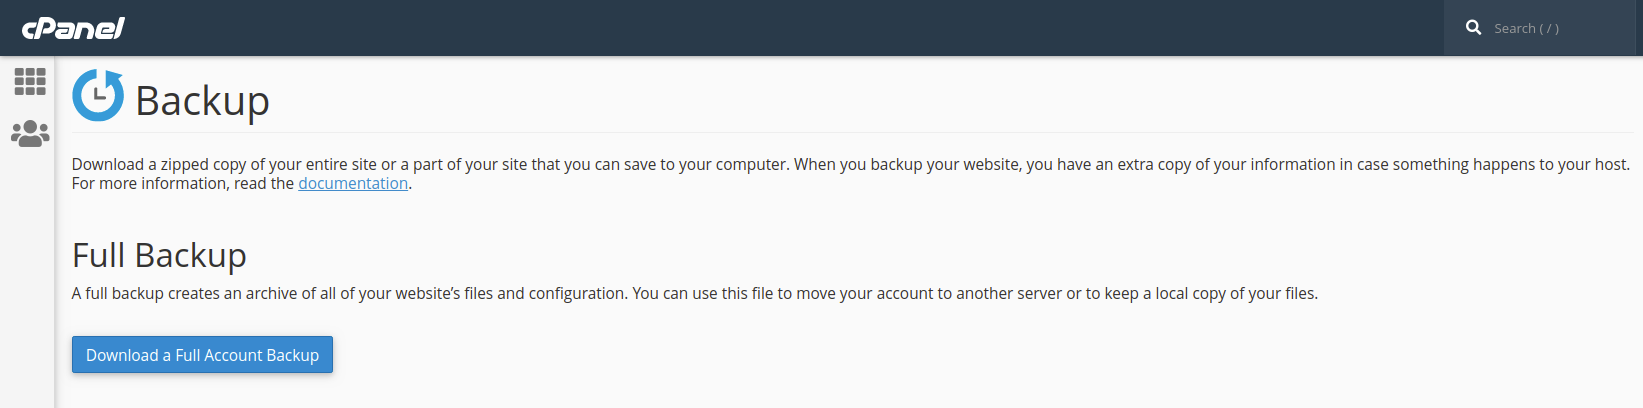 cPanel
Search ( / )
Backup
Download a zipped copy of your entire site or a part of your site that you can save to your computer. When you backup your website, you have an extra copy of your information in case something happens to your host.
For more information, read the documentation.
Full Backup
A full backup creates an archive of all of your website’s files and configuration. You can use this file to move your account to another server or to keep a local copy of your files.
Download a Full Account Backup